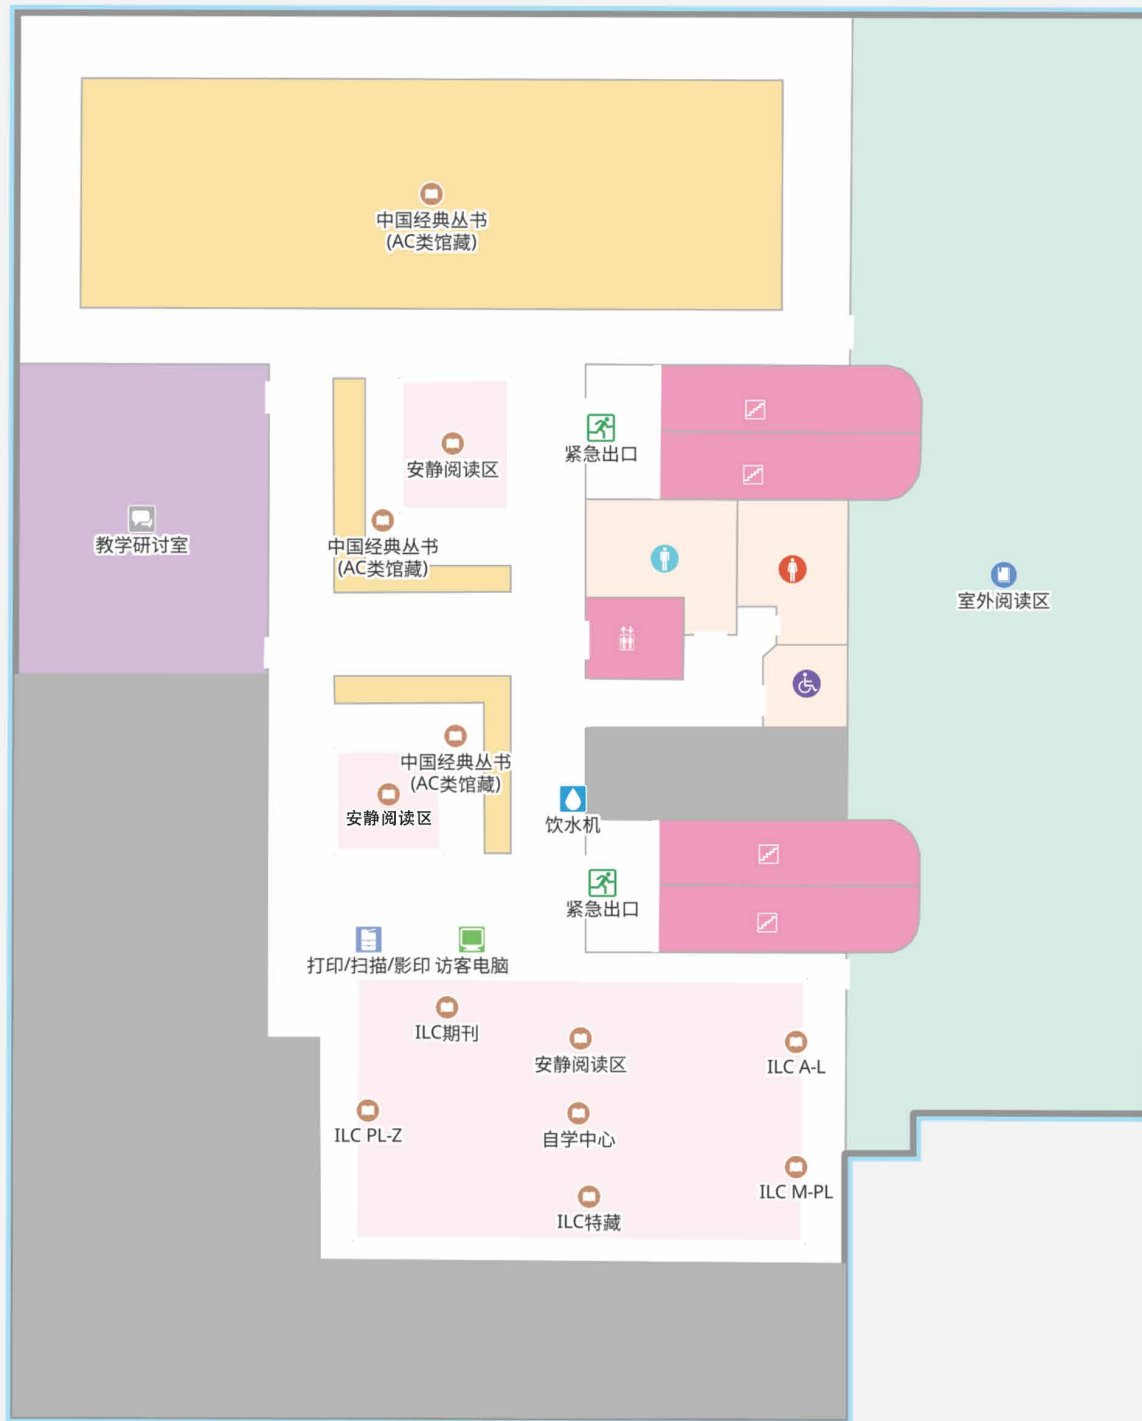 中国经典丛书
(AC类馆藏)
安静阅读区
紧急出口
教学研讨室
中国经典丛书
(AC类馆藏)
室外阅读区
中国经典丛书
(AC类馆藏)
安静阅读区
饮水机
紧急出口
打印/扫描/影印
访客电脑
ILC期刊
安静阅读区
ILC A-L
ILC PL-Z
自学中心
ILC M-PL
ILC特藏